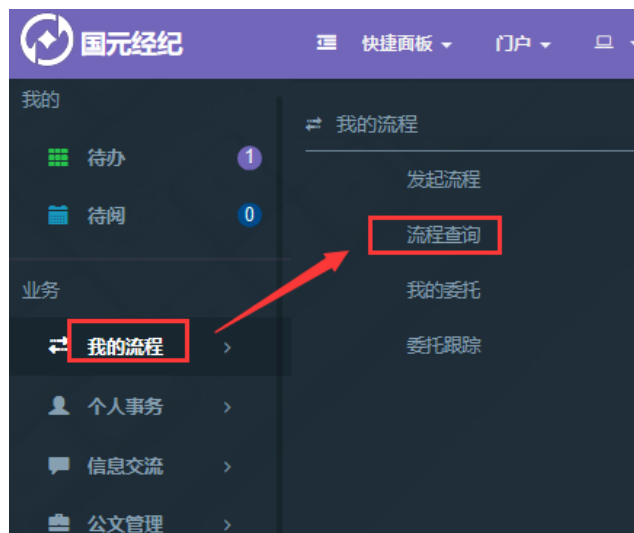 国元经纪
快捷面板
门户
我的
待办 1
待阅 0
业务
我的流程
个人事务
信息交流
公文管理
我的流程
发起流程
流程查询
我的委托
委托跟踪